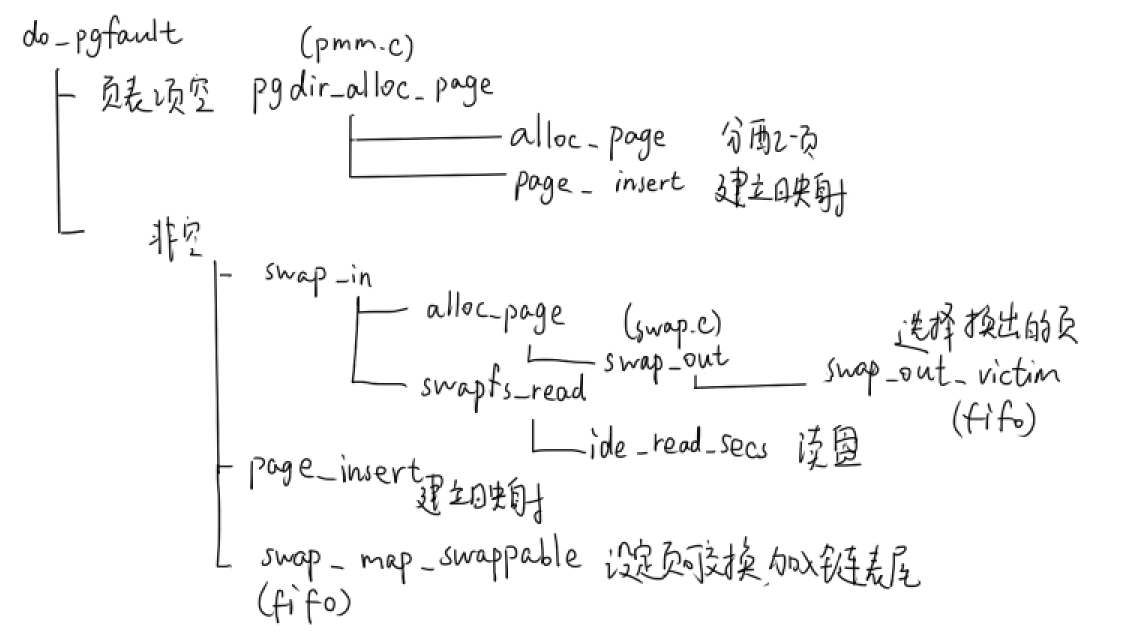 do_pgfault
(pmm.c)
页表项空 pgdir_alloc_page
alloc_page 分配一页
page_insert 建立映射
非空
swap_in
alloc_page (swap.c) 选择换出的页
swap_out swap_out_victim
swapfs_read (fifo)
ide_read_secs 读盘
page_insert 建立映射
swap_map_swappable 设定页可交换,加入链表尾
(fifo)